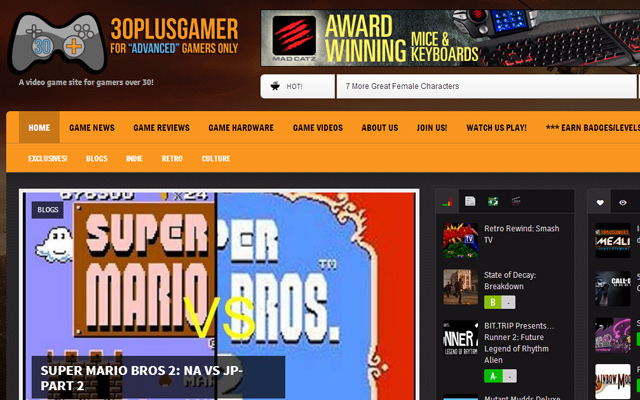 30PLUSGAMER
FOR "ADVANCED" GAMERS ONLY
30 +
A video game site for gamers over 30!
MAD CATZ
AWARD
WINNING MICE &
KEYBOARDS
HOT!
7 More Great Female Characters
HOME GAME NEWS GAME REVIEWS GAME HARDWARE GAME VIDEOS ABOUT US JOIN US! WATCH US PLAY! *** EARN BADGES/LEVELS
EXCLUSIVES! BLOGS INDIE RETRO CULTURE
BLOGS
24
SUPER
MARIO
PER
BROS.
TM
VS
SUPER MARIO BROS 2: NA VS JP-
PART 2
Retro Rewind: Smash
TV
State of Decay:
Breakdown
B -
BIT.TRIP Presents...
Runner 2: Future
Legend of Rhythm
Alien
A- -
Mutant Mudds Deluxe